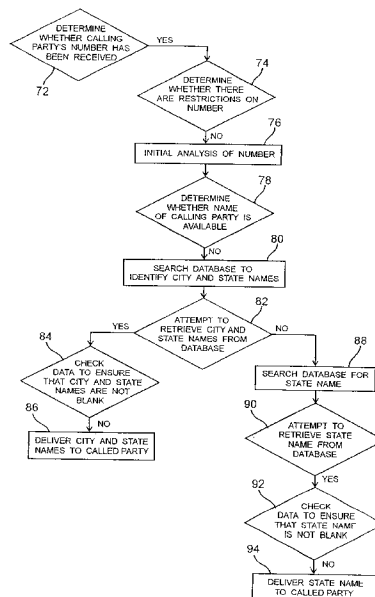 DETERMINE
WHETHER CALLING
PARTY'S NUMBER HAS
BEEN RECEIVED
72
YES
74
DETERMINE
WHETHER THERE
ARE RESTRICTIONS ON
NUMBER
NO
76
INITIAL ANALYSIS OF NUMBER
78
DETERMINE
WHETHER NAME
OF CALLING PARTY IS
AVAILABLE
NO
80
SEARCH DATABASE TO
IDENTIFY CITY AND STATE NAMES
82
ATTEMPT TO
RETRIEVE CITY AND
STATE NAMES FROM
DATABASE
YES
NO
84
CHECK
DATA TO ENSURE
THAT CITY AND STATE
NAMES ARE NOT
BLANK
NO
86
DELIVER CITY AND STATE
NAMES TO CALLED PARTY
88
SEARCH DATABASE FOR
STATE NAME
90
ATTEMPT TO
RETRIEVE STATE
NAME FROM
DATABASE
YES
92
CHECK
DATA TO ENSURE
THAT STATE NAME
IS NOT BLANK
NO
94
DELIVER STATE NAME
TO CALLED PARTY